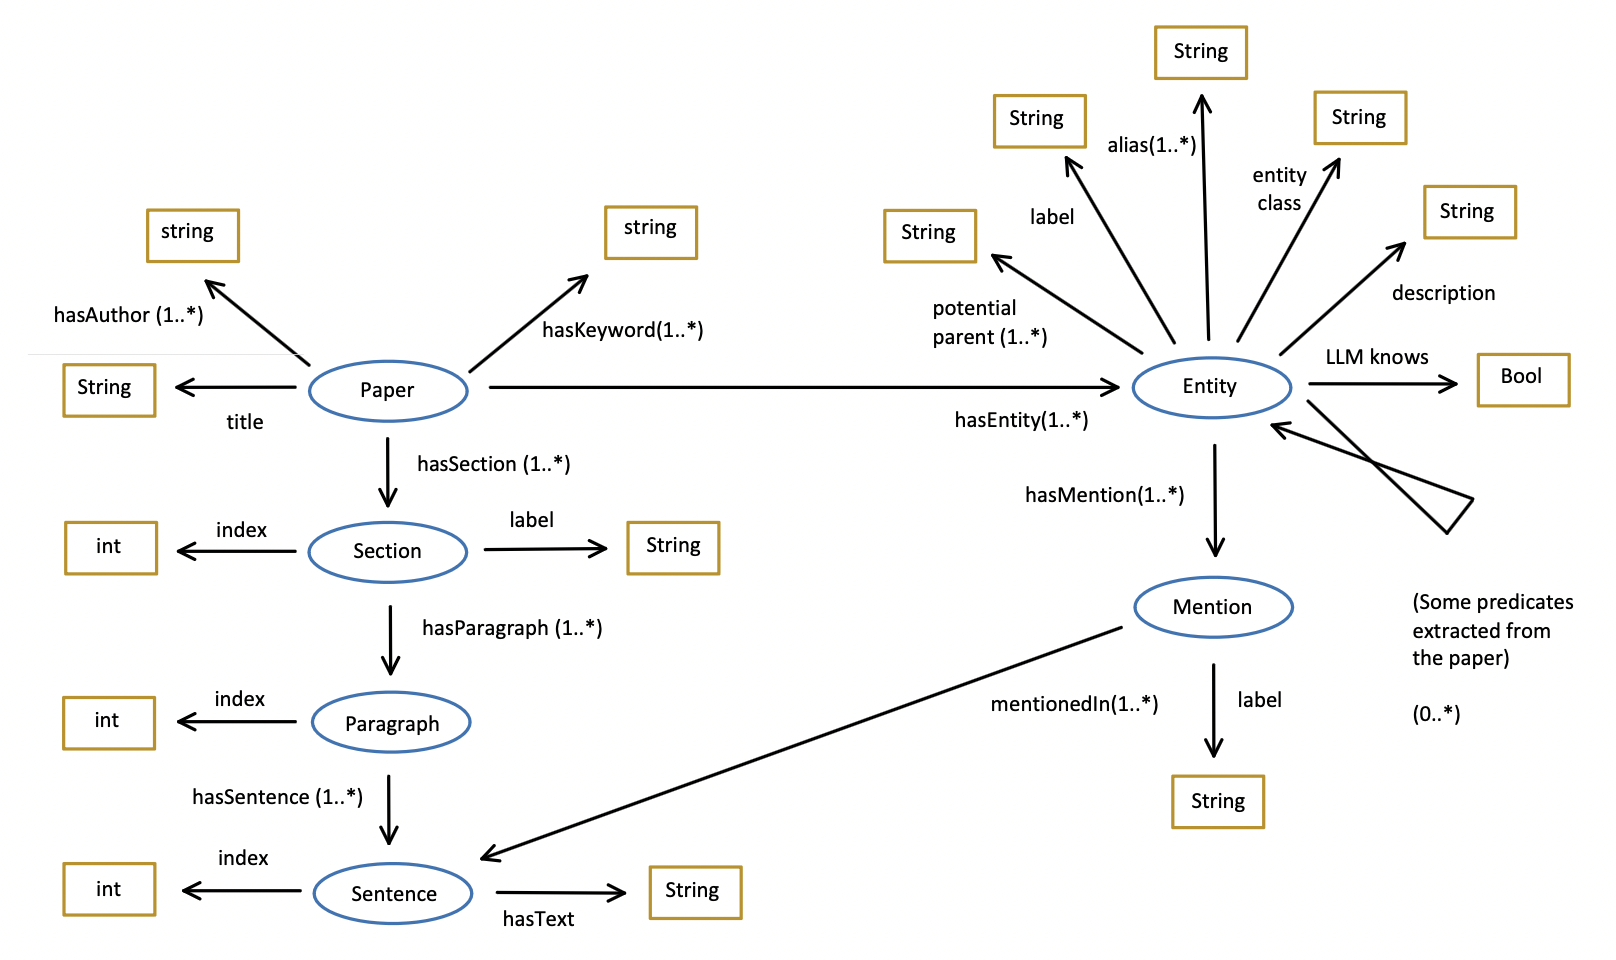 String
String
alias(1..*)
String
entity
class
label
String
String
string
string
potential
parent (1..*)
description
hasAuthor (1..*)
hasKeyword(1..*)
LLM knows
String
Paper
Entity
Bool
title
hasEntity(1..*)
hasSection (1..*)
hasMention(1..*)
int
index
Section
label
String
hasParagraph (1..*)
Mention
(Some predicates
extracted from
the paper)
(0..*)
int
index
Paragraph
mentionedIn(1..*)
label
hasSentence (1..*)
String
int
index
Sentence
hasText
String